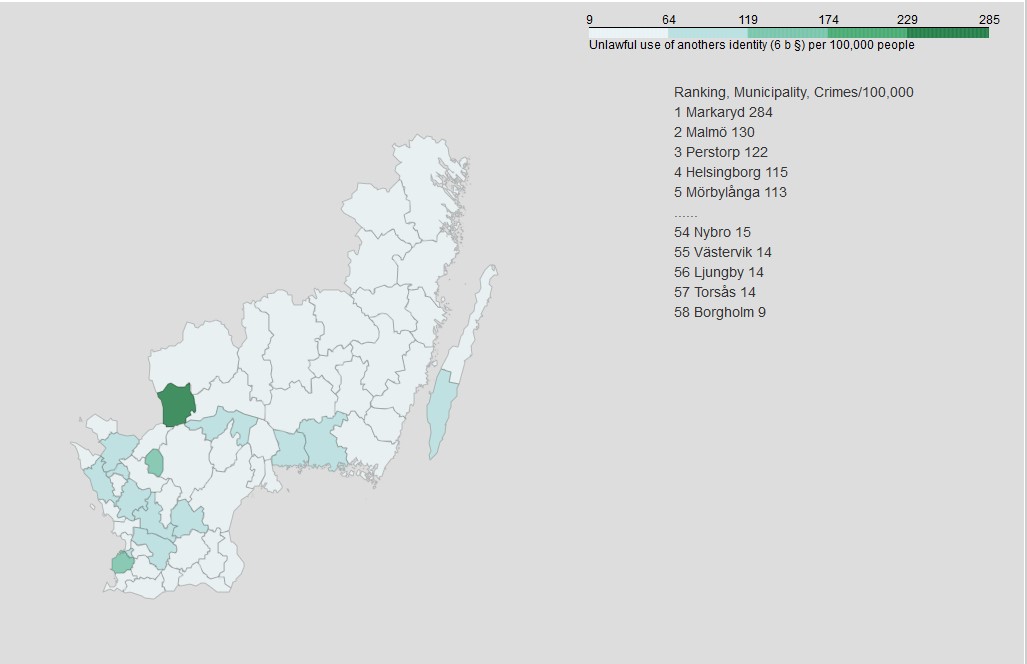 9 64 119 174 229 285
Unlawful use of anothers identity (6 b §) per 100,000 people
Ranking, Municipality, Crimes/100,000
1 Markaryd 284
2 Malmö 130
3 Perstorp 122
4 Helsingborg 115
5 Mörbylånga 113
......
54 Nybro 15
55 Västervik 14
56 Ljungby 14
57 Torsås 14
58 Borgholm 9